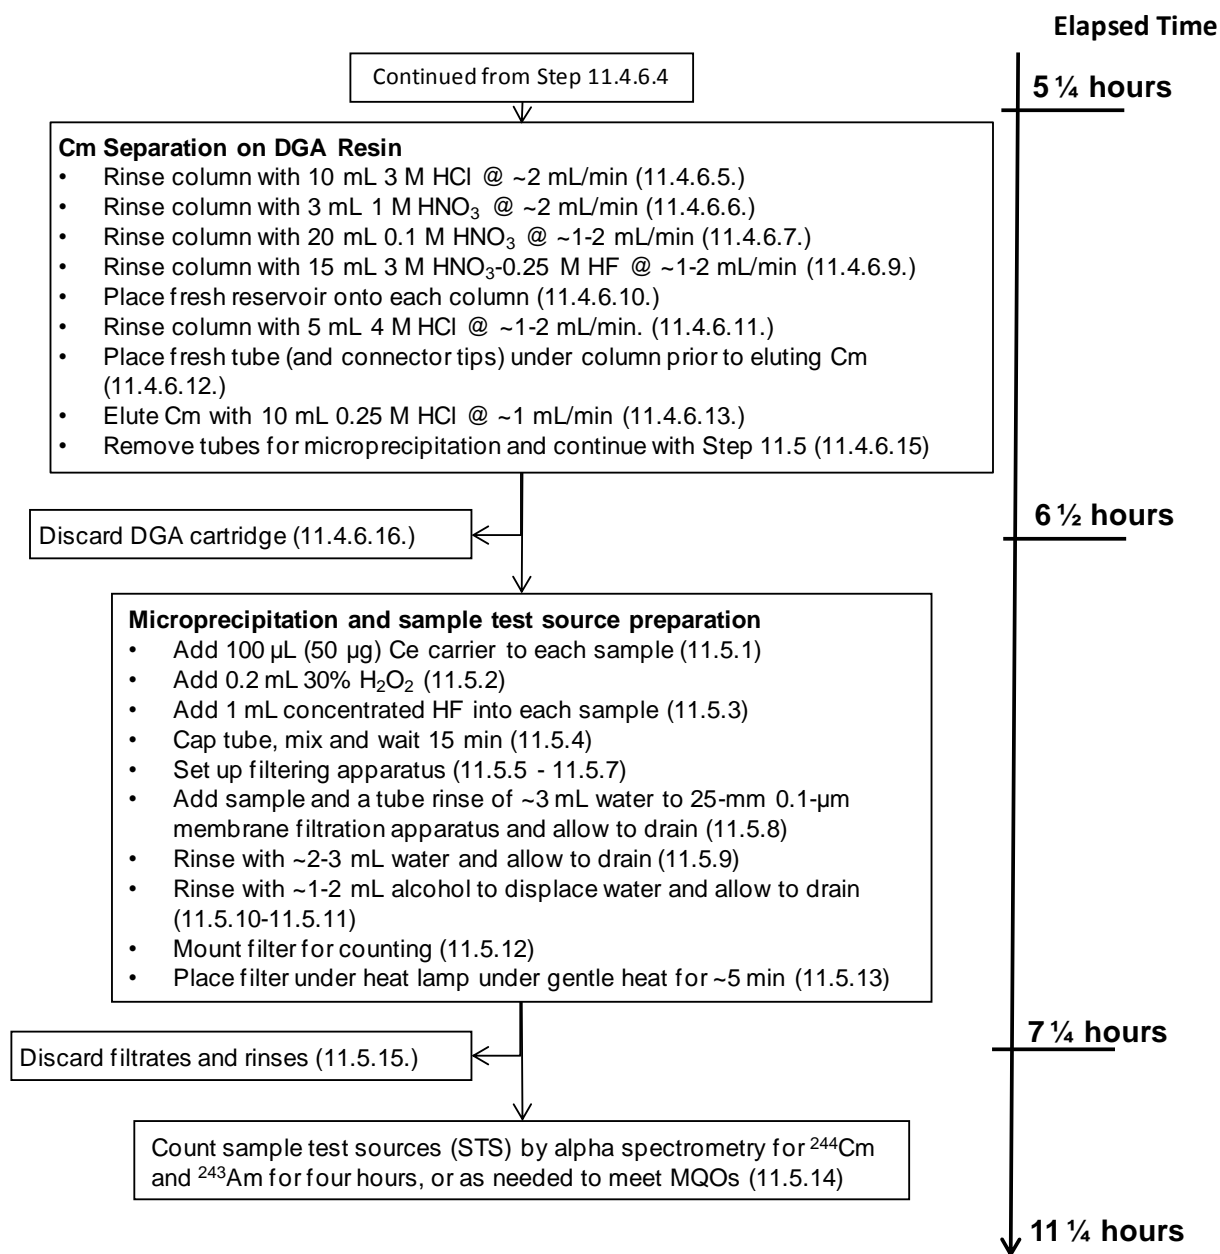 Elapsed Time
Continued from Step 11.4.6.4
5 ¼ hours
Cm Separation on DGA Resin
• Rinse column with 10 mL 3 M HCl @ ~2 mL/min (11.4.6.5.)
• Rinse column with 3 mL 1 M HNO₃ @ ~2 mL/min (11.4.6.6.)
• Rinse column with 20 mL 0.1 M HNO₃ @ ~1-2 mL/min (11.4.6.7.)
• Rinse column with 15 mL 3 M HNO₃-0.25 M HF @ ~1-2 mL/min (11.4.6.9.)
• Place fresh reservoir onto each column (11.4.6.10.)
• Rinse column with 5 mL 4 M HCl @ ~1-2 mL/min. (11.4.6.11.)
• Place fresh tube (and connector tips) under column prior to eluting Cm
(11.4.6.12.)
• Elute Cm with 10 mL 0.25 M HCl @ ~1 mL/min (11.4.6.13.)
• Remove tubes for microprecipitation and continue with Step 11.5 (11.4.6.15)
6 ½ hours
Discard DGA cartridge (11.4.6.16.)
Microprecipitation and sample test source preparation
• Add 100 µL (50 µg) Ce carrier to each sample (11.5.1)
• Add 0.2 mL 30% H₂O₂ (11.5.2)
• Add 1 mL concentrated HF into each sample (11.5.3)
• Cap tube, mix and wait 15 min (11.5.4)
• Set up filtering apparatus (11.5.5 - 11.5.7)
• Add sample and a tube rinse of ~3 mL water to 25-mm 0.1-µm
membrane filtration apparatus and allow to drain (11.5.8)
• Rinse with ~2-3 mL water and allow to drain (11.5.9)
• Rinse with ~1-2 mL alcohol to displace water and allow to drain
(11.5.10-11.5.11)
• Mount filter for counting (11.5.12)
• Place filter under heat lamp under gentle heat for ~5 min (11.5.13)
7 ¼ hours
Discard filtrates and rinses (11.5.15.)
Count sample test sources (STS) by alpha spectrometry for ²⁴⁴Cm
and ²⁴³Am for four hours, or as needed to meet MQOs (11.5.14)
11 ¼ hours